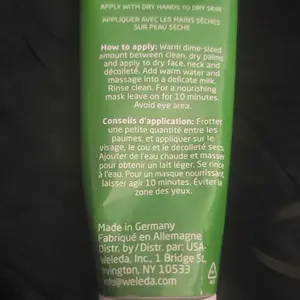 APPLY WITH DRY HANDS TO DRY SKIN
APPLIQUER AVEC LES MAINS SÈCHES
SUR PEAU SÈCHE
How to apply: Warm dime-sized
amount between clean, dry palms
and apply to dry face, neck and
décolleté. Add warm water and
massage into a delicate milk.
Rinse clean. For a nourishing
mask leave on for 10 minutes.
Avoid eye area.
Conseils d'application: Frotter
une petite quantité entre les
paumes, et appliquer sur le
visage, le cou et le décolleté secs.
Ajouter de l'eau chaude et masser
pour obtenir un lait léger. Se rincer
à l'eau. Pour un masque nourrissant,
laisser agir 10 minutes. Éviter la
zone des yeux.
Made in Germany
Fabriqué en Allemagne
Distr. by/ Distr. par: USA-
Weleda, Inc., 1 Bridge St,
Irvington, NY 10533
info@weleda.com